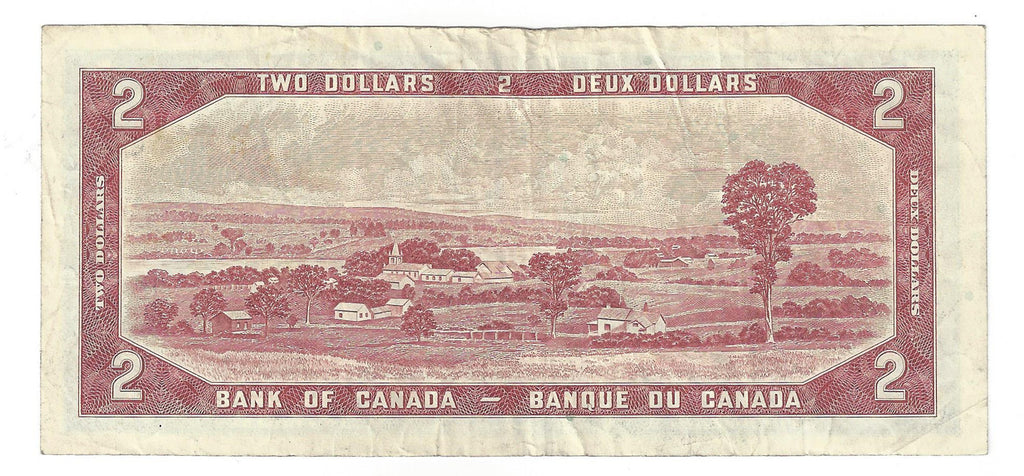 2 TWO DOLLARS 2 DEUX DOLLARS 2
TWO DOLLARS
DEUX DOLLARS
2 2
BANK OF CANADA – BANQUE DU CANADA